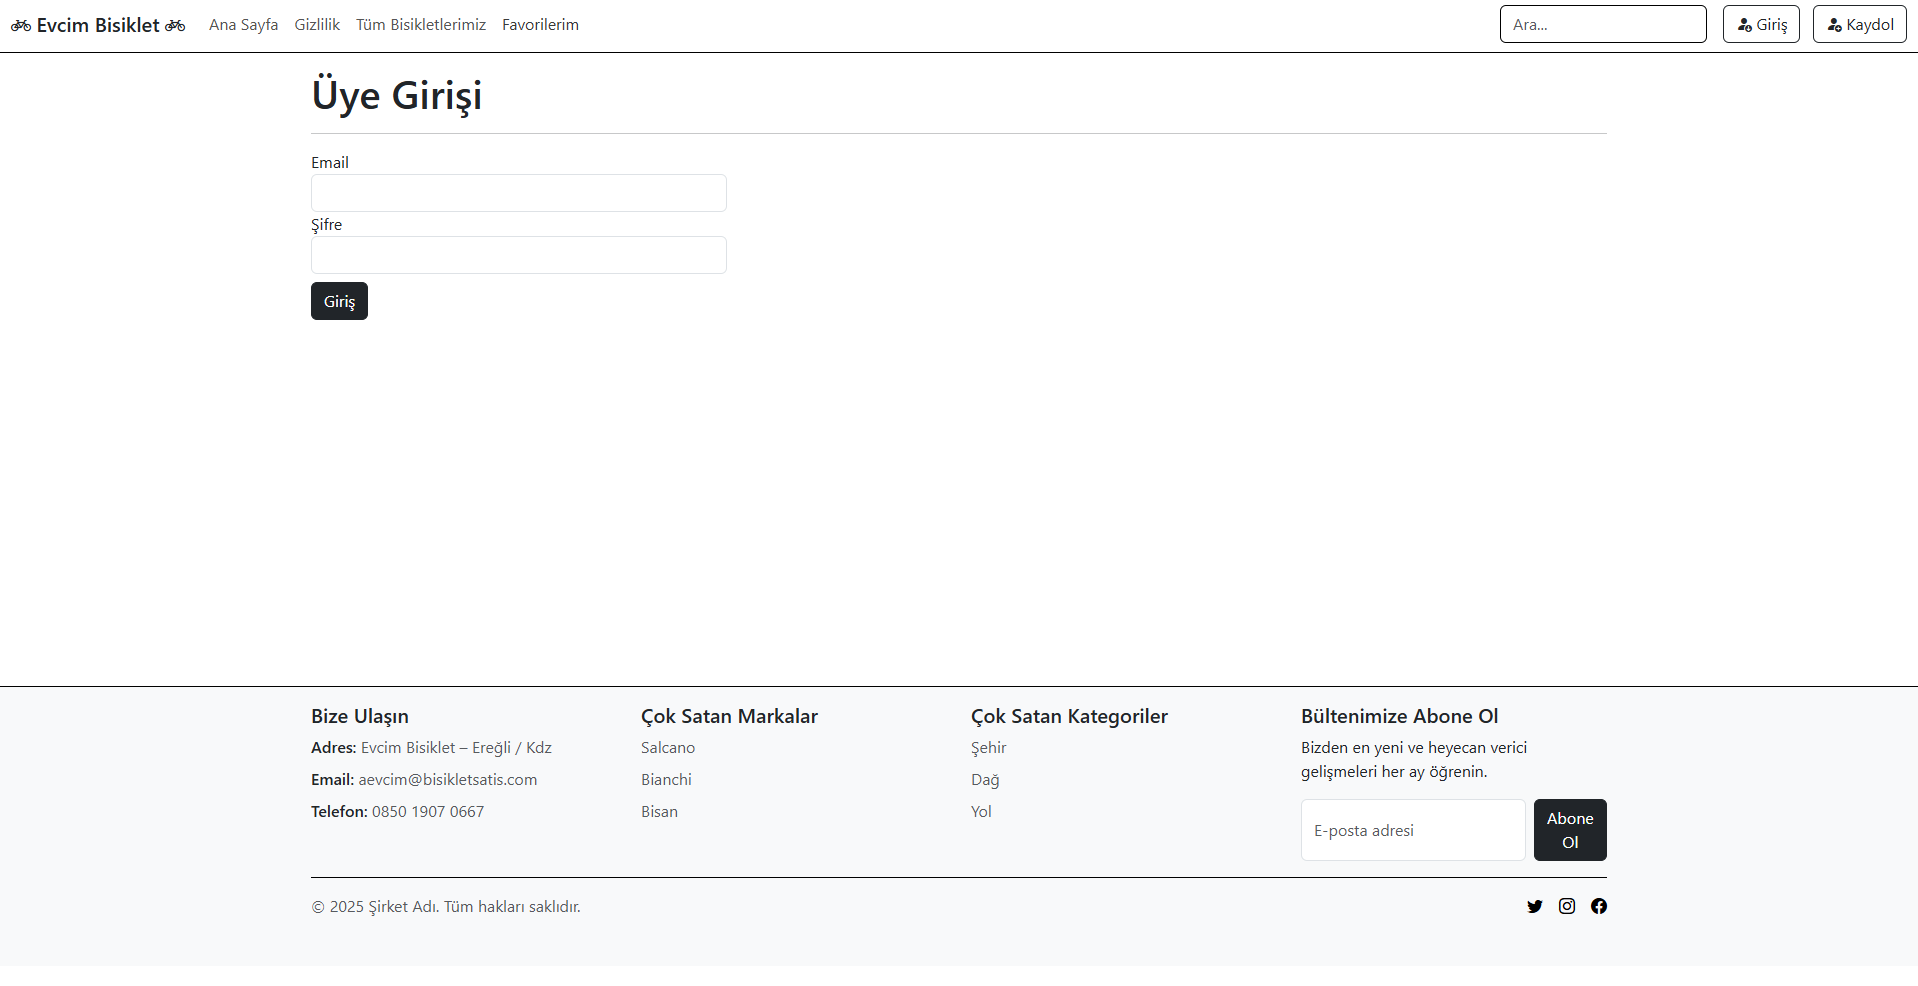 Evcim Bisiklet
Ana Sayfa
Gizlilik
Tüm Bisikletlerimiz
Favorilerim
Ara...
Giriş
Kaydol
Üye Girişi
Email
Şifre
Giriş
Bize Ulaşın
Adres: Evcim Bisiklet – Ereğli / Kdz
Email: aevcim@bisikletsatis.com
Telefon: 0850 1907 0667
Çok Satan Markalar
Salcano
Bianchi
Bisan
Çok Satan Kategoriler
Şehir
Dağ
Yol
Bültenimize Abone Ol
Bizden en yeni ve heyecan verici
gelişmeleri her ay öğrenin.
E-posta adresi
Abone
Ol
© 2025 Şirket Adı. Tüm hakları saklıdır.